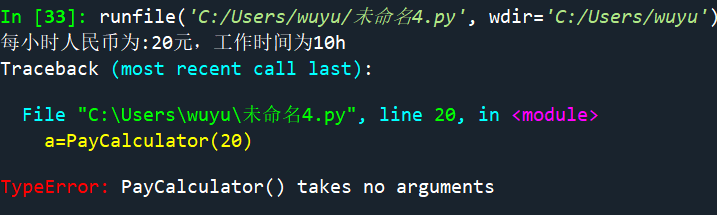 In [33]: runfile('C:/Users/wuyu/未命名4.py', wdir='C:/Users/wuyu')
每小时人民币为:20元，工作时间为10h
Traceback (most recent call last):
File "C:\Users\wuyu\未命名4.py", line 20, in <module>
a=PayCalculator(20)
TypeError: PayCalculator() takes no arguments